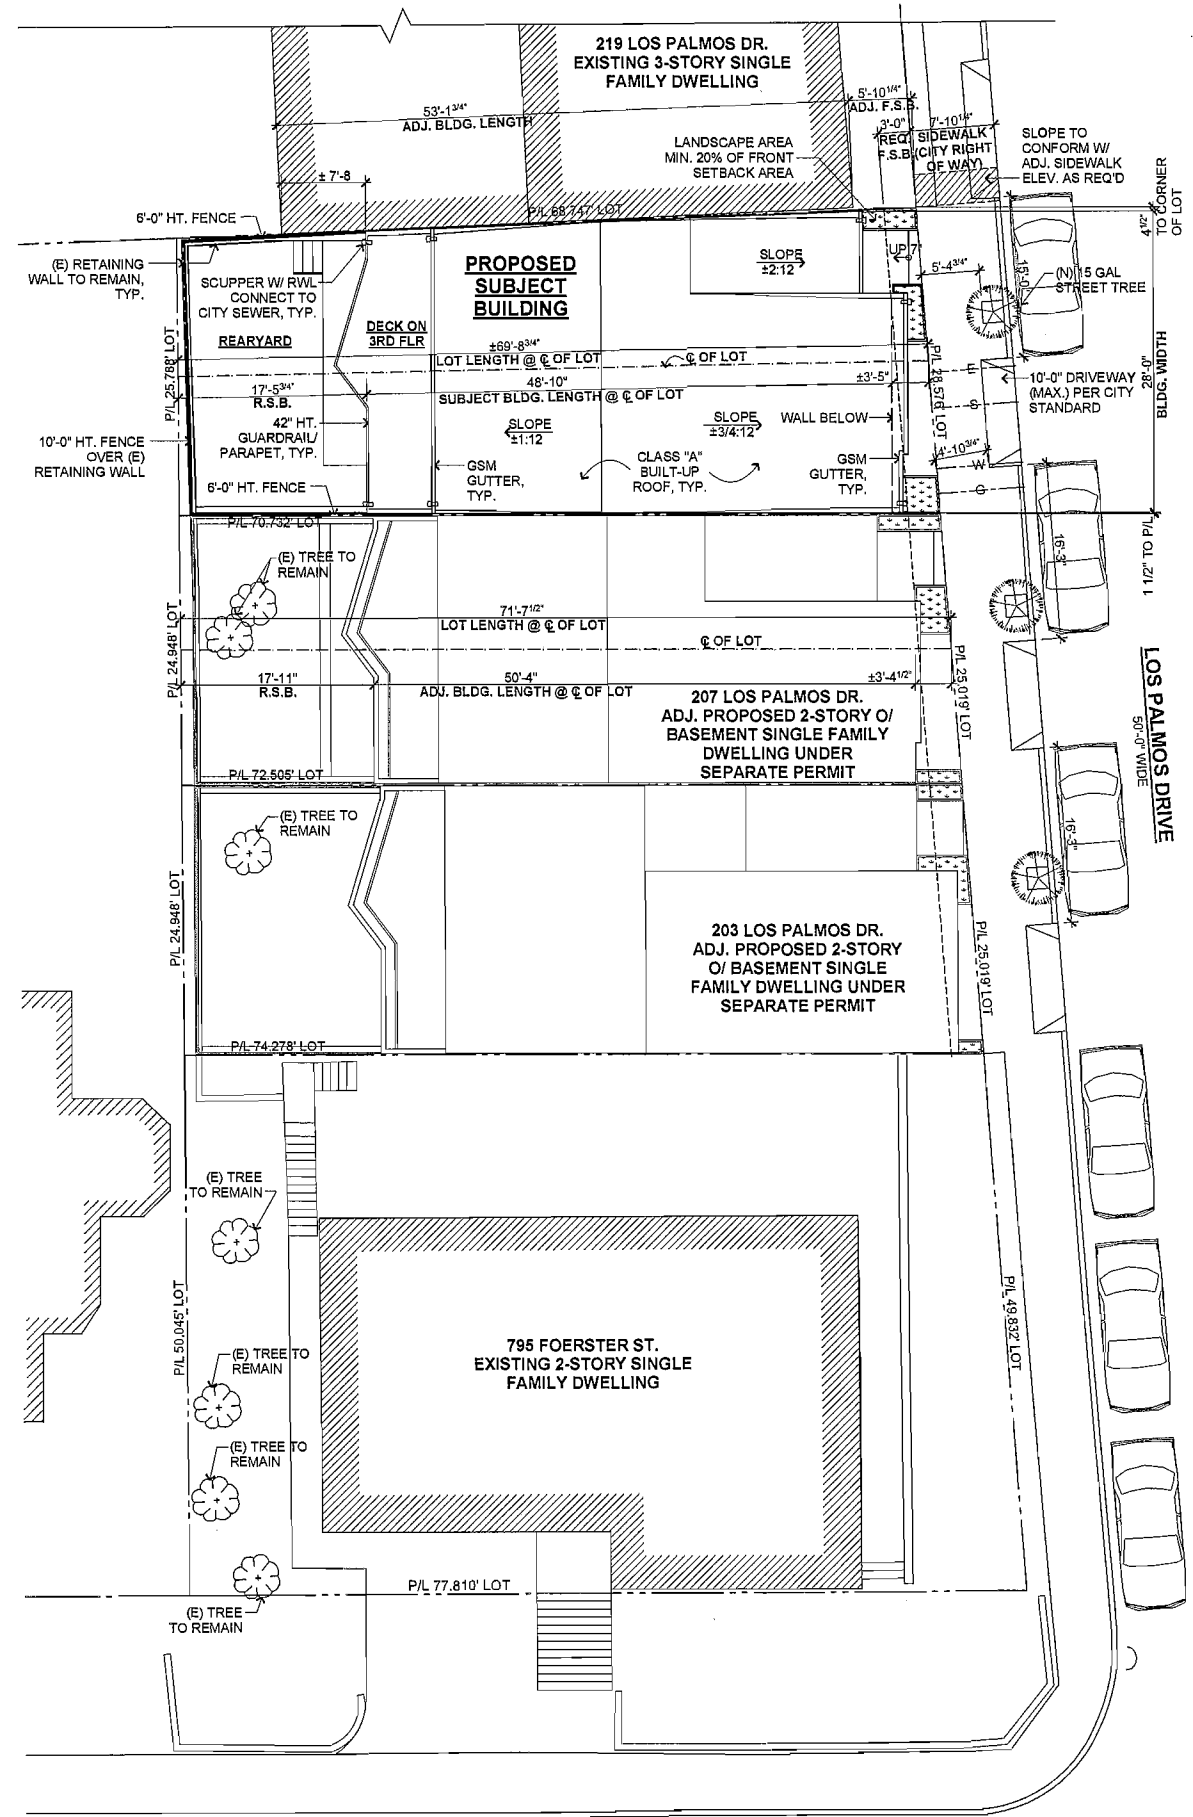 219 LOS PALMOS DR.
EXISTING 3-STORY SINGLE
FAMILY DWELLING
53'-1 3/4"
ADJ. BLDG. LENGTH
5'-10 1/4"
ADJ. F.S.B.
3'-0"
REQ.
F.S.B.
7'-10 1/4"
SIDEWALK
(CITY RIGHT
OF WAY)
SLOPE TO
CONFORM W/
ADJ. SIDEWALK
ELEV. AS REQ'D
LANDSCAPE AREA
MIN. 20% OF FRONT
SETBACK AREA
4 1/2"
TO CORNER
OF LOT
± 7'-8
6'-0" HT. FENCE
P/L 68.747' LOT
(E) RETAINING
WALL TO REMAIN,
TYP.
SCUPPER W/ RWL
CONNECT TO
CITY SEWER, TYP.
REARYARD
DECK ON
3RD FLR
PROPOSED
SUBJECT
BUILDING
SLOPE
±2:12
UP 7"
5'-4 3/4"
15'-0"
(N) 15 GAL
STREET TREE
P/L 25.788' LOT
±69'-8 3/4"
LOT LENGTH @ ℄ OF LOT
℄ OF LOT
17'-5 3/4"
R.S.B.
48'-10"
SUBJECT BLDG. LENGTH @ ℄ OF LOT
±3'-5"
P/L 28.576' LOT
10'-0" DRIVEWAY
(MAX.) PER CITY
STANDARD
28'-0"
BLDG. WIDTH
E
S
W
G
42" HT.
GUARDRAIL/
PARAPET, TYP.
SLOPE
±1:12
SLOPE
±3/4:12
WALL BELOW
4'-10 3/4"
10'-0" HT. FENCE
OVER (E)
RETAINING WALL
GSM
GUTTER,
TYP.
CLASS "A"
BUILT-UP
ROOF, TYP.
GSM
GUTTER,
TYP.
6'-0" HT. FENCE
P/L 70.732' LOT
1 1/2" TO P/L
16'-3"
(E) TREE TO
REMAIN
P/L 24.948' LOT
71'-7 1/2"
LOT LENGTH @ ℄ OF LOT
℄ OF LOT
17'-11"
R.S.B.
50'-4"
ADJ. BLDG. LENGTH @ ℄ OF LOT
±3'-4 1/2"
P/L 25.019' LOT
207 LOS PALMOS DR.
ADJ. PROPOSED 2-STORY O/
BASEMENT SINGLE FAMILY
DWELLING UNDER
SEPARATE PERMIT
LOS PALMOS DRIVE
50'-0" WIDE
P/L 72.505' LOT
(E) TREE TO
REMAIN
16'-3"
P/L 24.948' LOT
203 LOS PALMOS DR.
ADJ. PROPOSED 2-STORY
O/ BASEMENT SINGLE
FAMILY DWELLING UNDER
SEPARATE PERMIT
P/L 25.019' LOT
P/L 74.278' LOT
(E) TREE
TO REMAIN
P/L 50.045' LOT
P/L 49.832' LOT
795 FOERSTER ST.
EXISTING 2-STORY SINGLE
FAMILY DWELLING
(E) TREE TO
REMAIN
(E) TREE TO
REMAIN
P/L 77.810' LOT
(E) TREE
TO REMAIN